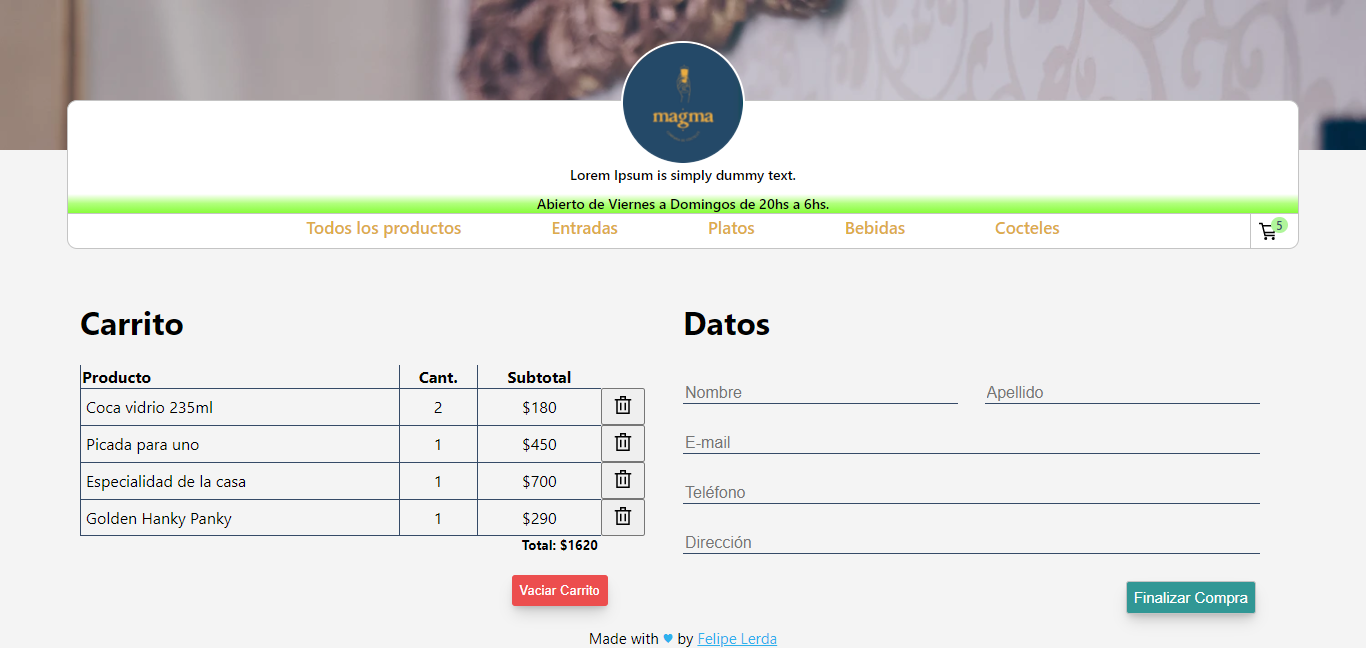 magma
Lorem Ipsum is simply dummy text.
Abierto de Viernes a Domingos de 20hs a 6hs.
Todos los productos Entradas Platos Bebidas Cocteles 5
Carrito
Producto Cant. Subtotal
Coca vidrio 235ml 2 $180
Picada para uno 1 $450
Especialidad de la casa 1 $700
Golden Hanky Panky 1 $290
Total: $1620
Vaciar Carrito
Datos
Nombre Apellido
E-mail
Teléfono
Dirección
Finalizar Compra
Made with by Felipe Lerda